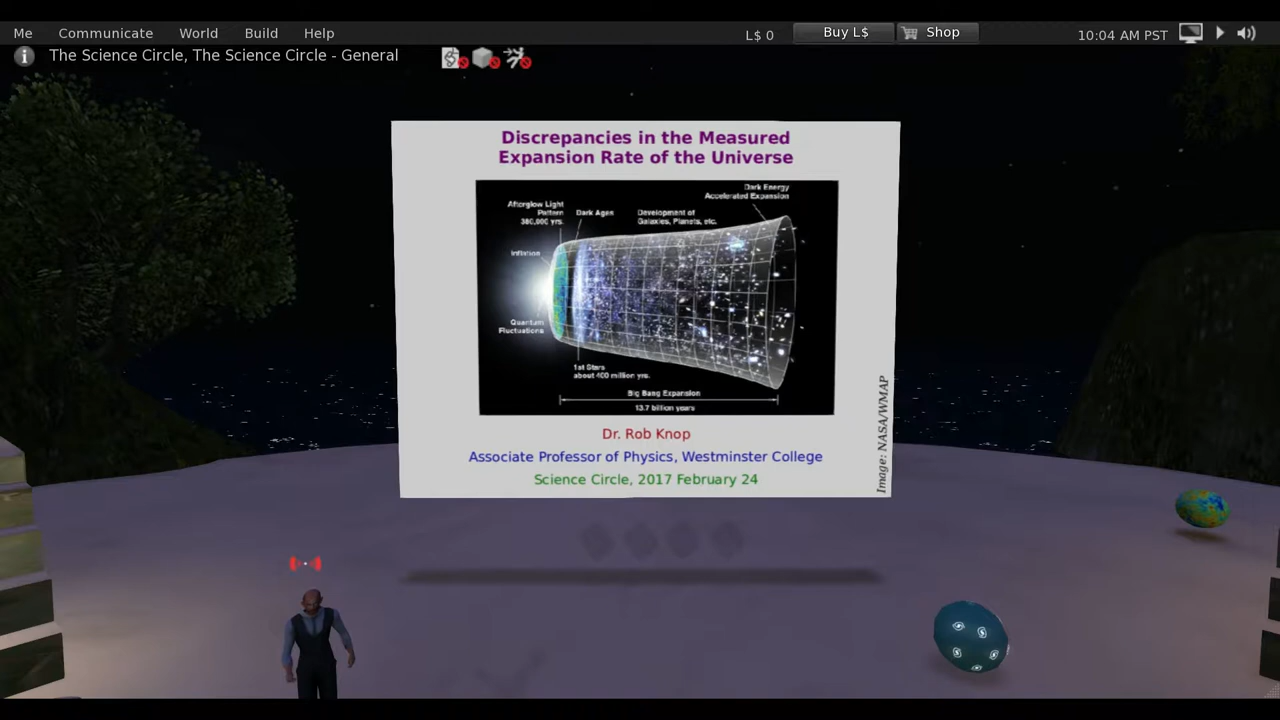 Me Communicate World Build Help L$ 0 Buy L$ Shop 10:04 AM PST
The Science Circle, The Science Circle - General
Discrepancies in the Measured
Expansion Rate of the Universe
Dark Energy
Accelerated Expansion
Afterglow Light
Pattern
380,000 yrs.
Dark Ages
Development of
Galaxies, Planets, etc.
Inflation
Quantum
Fluctuations
1st Stars
about 400 million yrs.
Big Bang Expansion
13.7 billion years
Image: NASA/WMAP
Dr. Rob Knop
Associate Professor of Physics, Westminster College
Science Circle, 2017 February 24